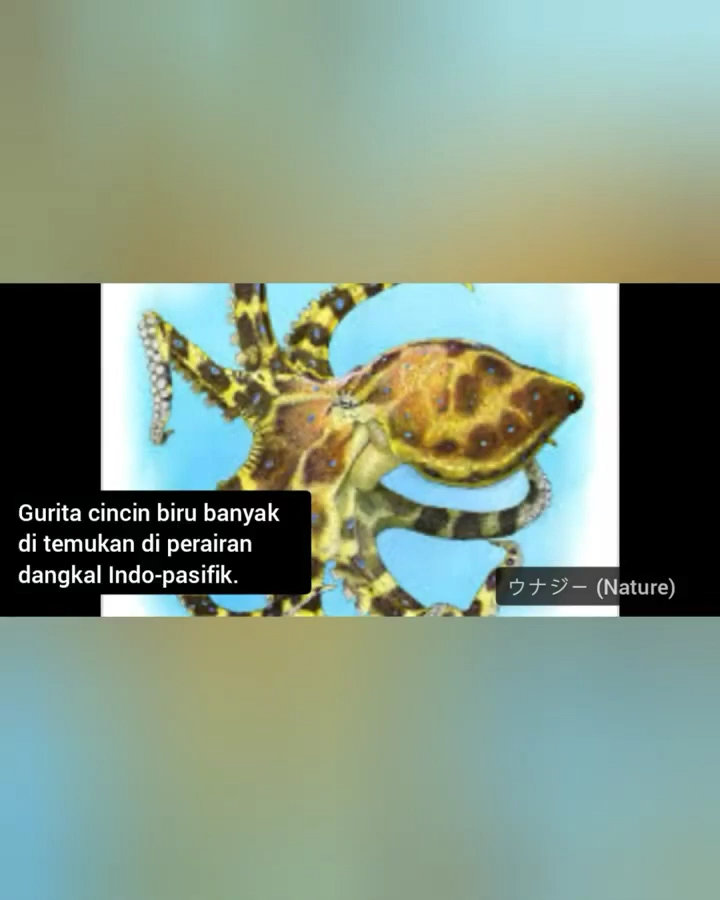 Gurita cincin biru banyak
di temukan di perairan
dangkal Indo-pasifik.
ウナジー (Nature)